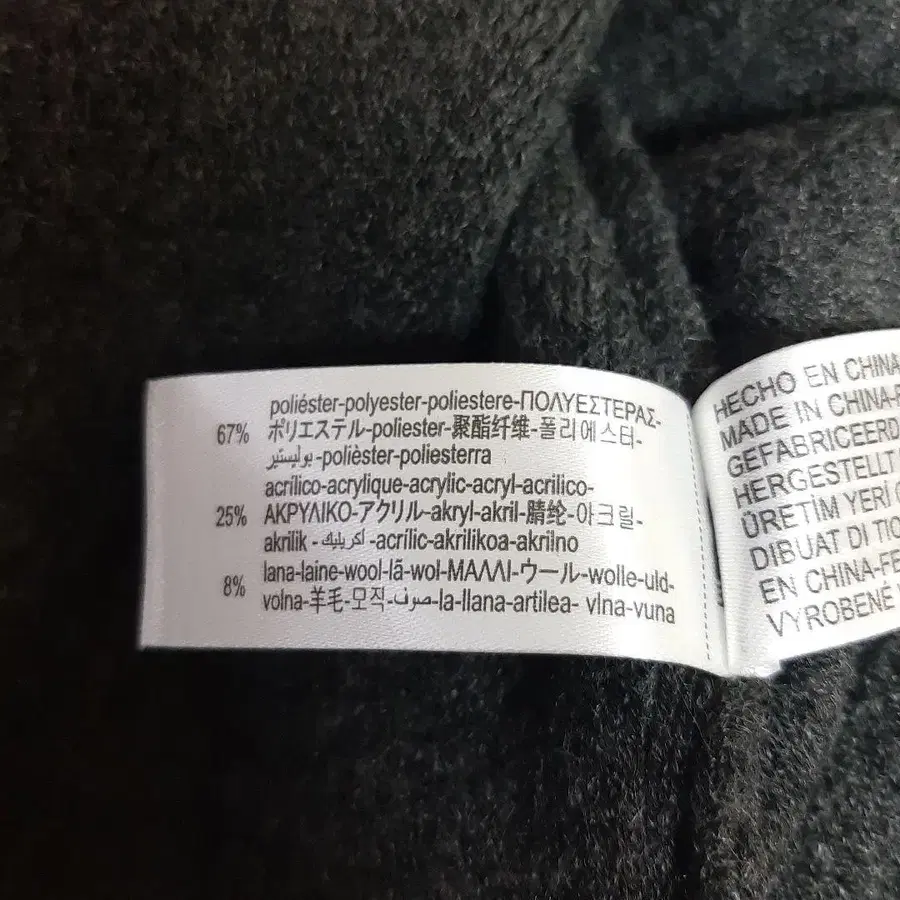 67%
poliéster-polyester-poliestere-ΠΟΛΥΕΣΤΕΡΑΣ-
ポリエステル-poliester-聚酯纤维-폴리에스터-
بوليستير-polièster-poliesterra
25%
acrílico-acrylique-acrylic-acryl-acrilico-
ΑΚΡΥΛΙΚΟ-アクリル-akryl-akril-腈纶-아크릴-
akrilik - اكريليك -acrílic-akrilikoa-akrilno
8%
lana-laine-wool-lã-wol-ΜΑΛΛΙ-ウール-wolle-uld-
volna-羊毛-모직-صوف-la-llana-artilea- vlna-vuna
HECHO EN CHINA
MADE IN CHINA-
GEFABRICEERD
HERGESTELLT
ÜRETİM YERİ
DIBUAT DI
EN CHINA-
VYROBENÉ